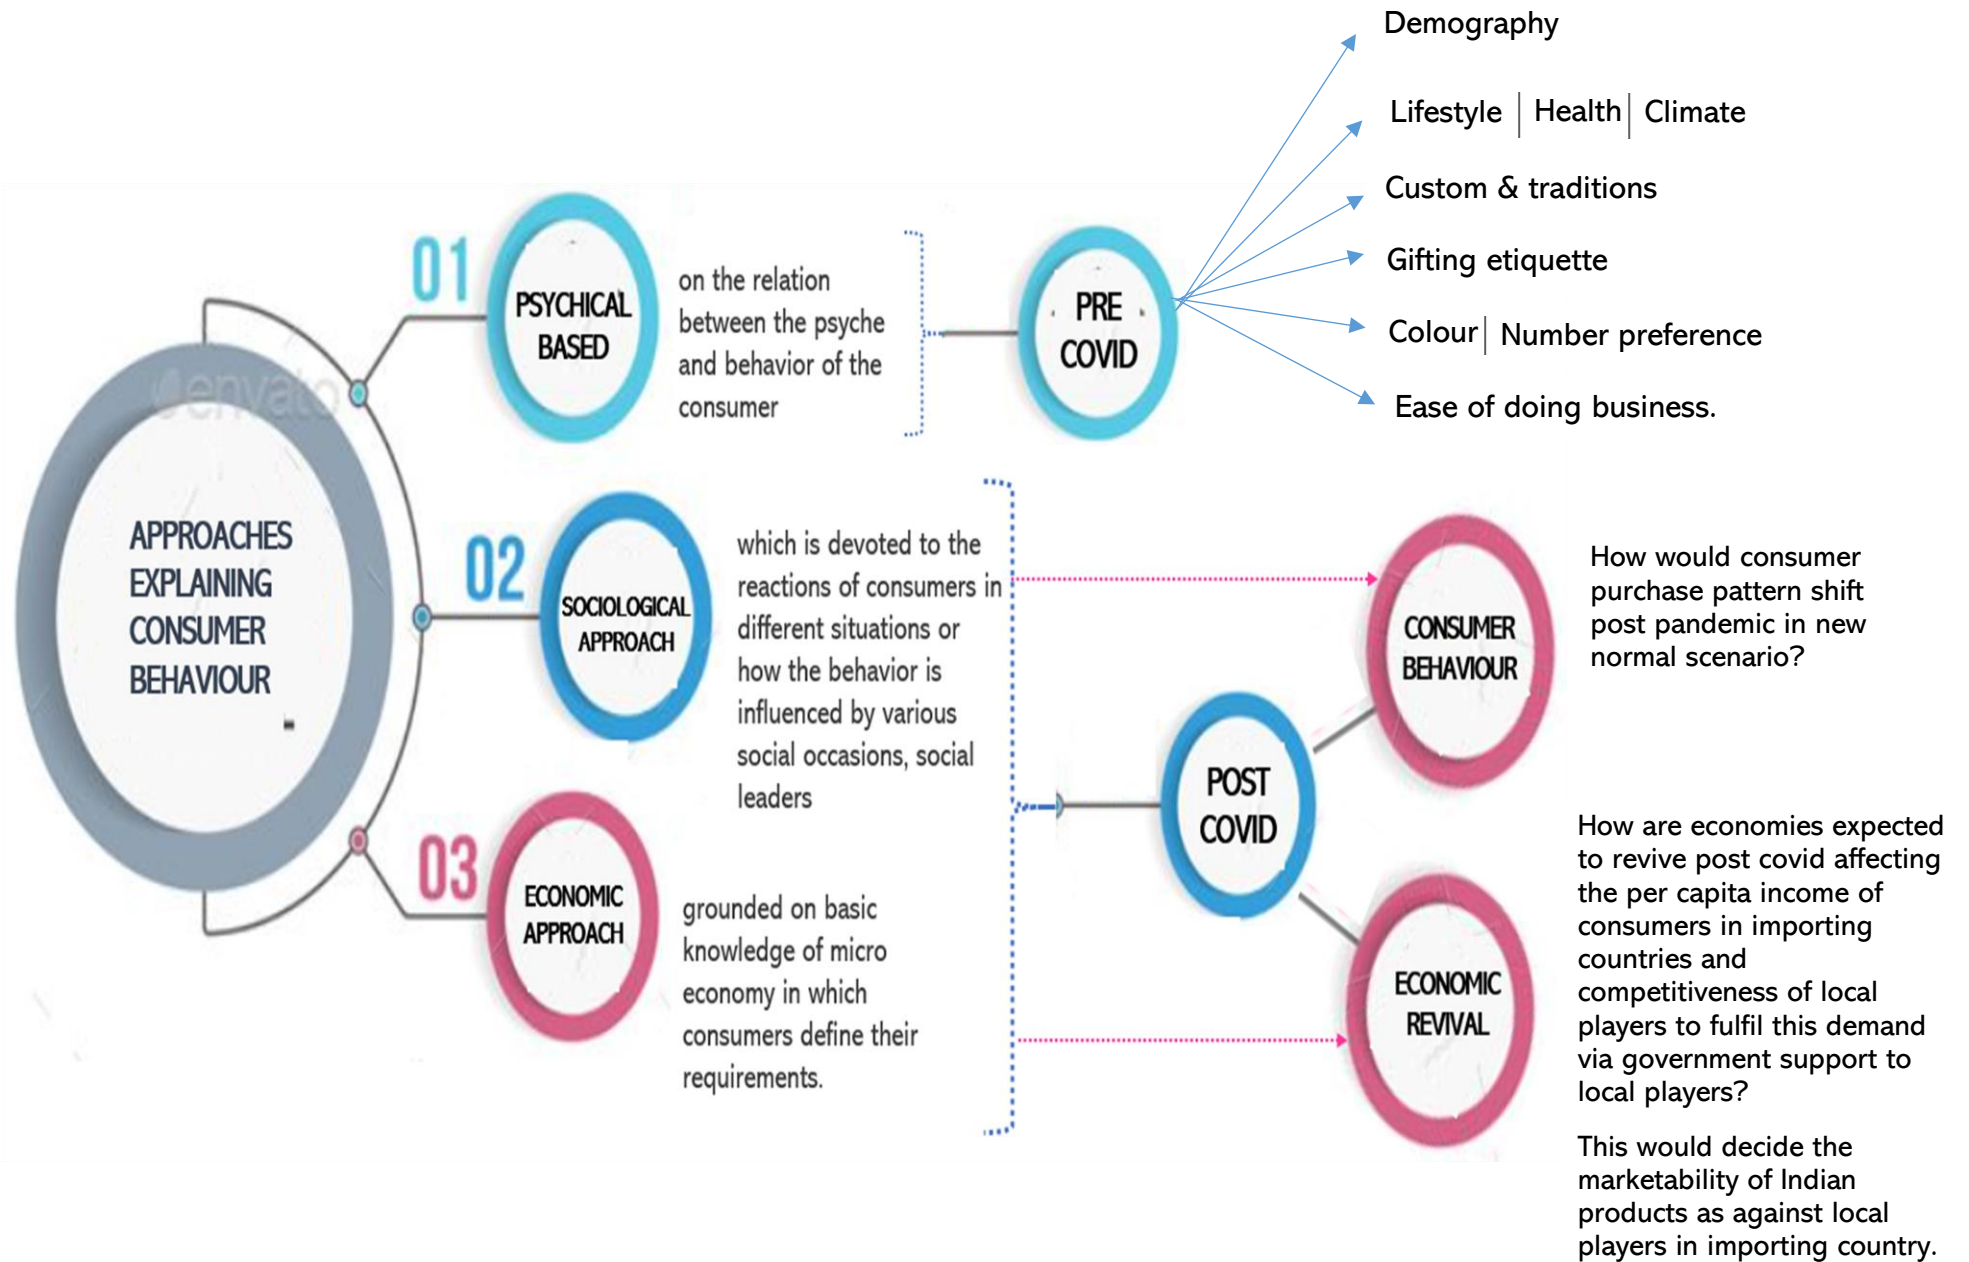 Demography
Lifestyle | Health | Climate
Custom & traditions
Gifting etiquette
Colour | Number preference
Ease of doing business.
PRE
COVID
01
PSYCHICAL
BASED
on the relation
between the psyche
and behavior of the
consumer
envato
APPROACHES
EXPLAINING
CONSUMER
BEHAVIOUR
02
SOCIOLOGICAL
APPROACH
which is devoted to the
reactions of consumers in
different situations or
how the behavior is
influenced by various
social occasions, social
leaders
03
ECONOMIC
APPROACH
grounded on basic
knowledge of micro
economy in which
consumers define their
requirements.
POST
COVID
CONSUMER
BEHAVIOUR
How would consumer
purchase pattern shift
post pandemic in new
normal scenario?
ECONOMIC
REVIVAL
How are economies expected
to revive post covid affecting
the per capita income of
consumers in importing
countries and
competitiveness of local
players to fulfil this demand
via government support to
local players?
This would decide the
marketability of Indian
products as against local
players in importing country.